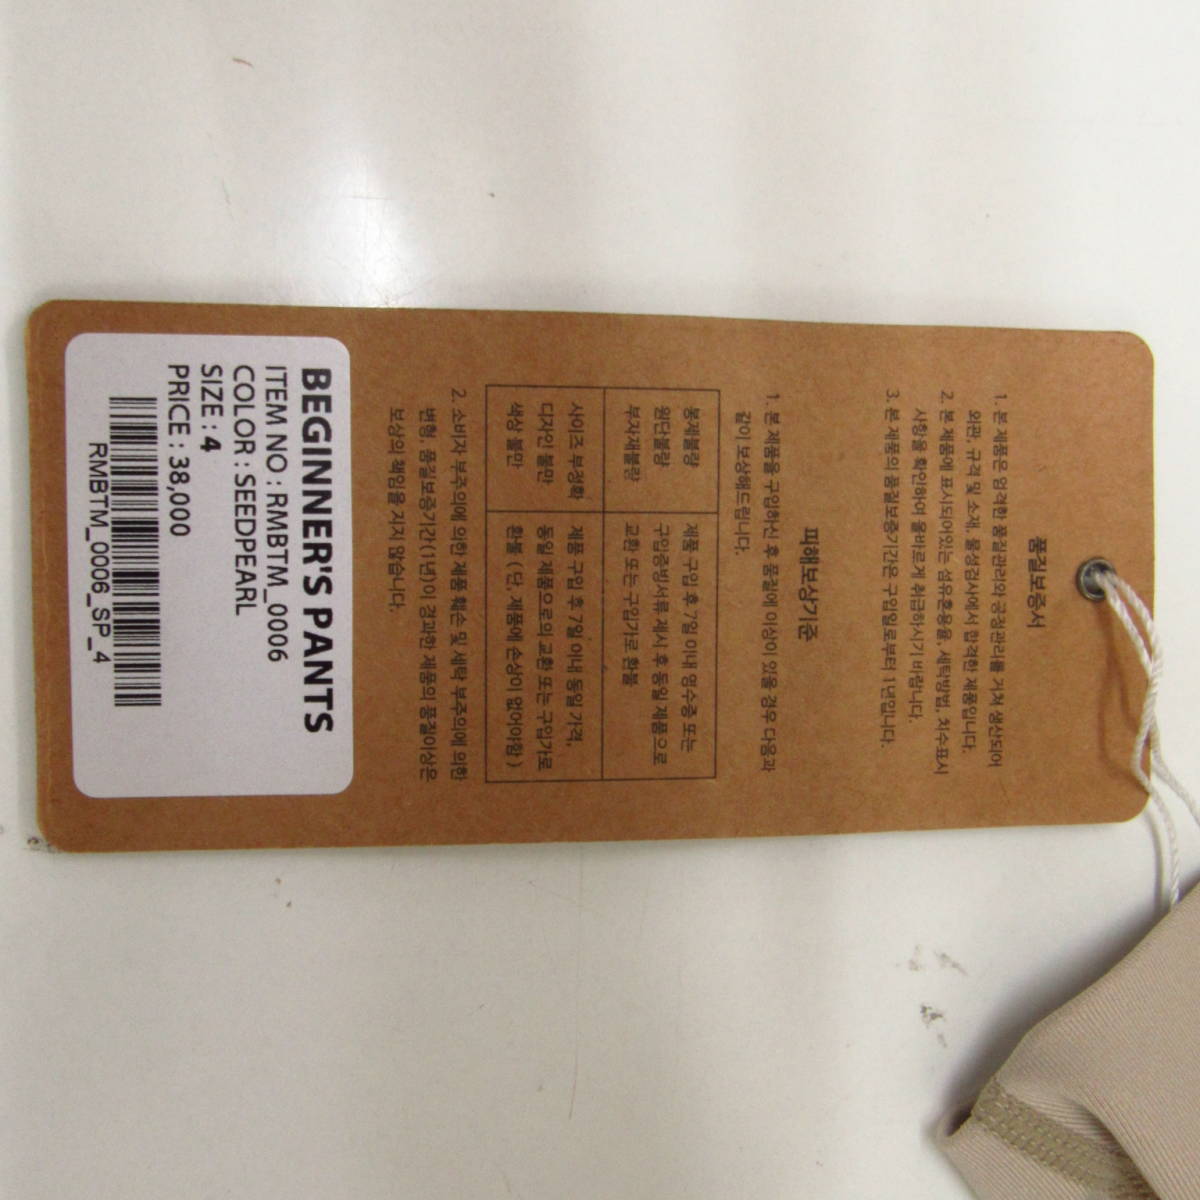 품질보증서
1. 본 제품은 엄격한 품질관리와 공정관리를 거쳐 생산되어
외관, 규격 및 소재 물성검사에서 합격한 제품입니다.
2. 본 제품에 표시되어있는 섬유혼용율, 세탁방법, 치수표시
사항을 확인하여 올바르게 취급하시기 바랍니다.
3. 본 제품의 품질보증기간은 구입일로부터 1년입니다.
피해보상기준
1. 본 제품을 구입하신 후 품질에 이상이 있을 경우 다음과
같이 보상해드립니다.
봉제불량
원단불량
부자재불량
제품 구입 후 7일 이내 영수증 또는
구입증빙서류 제시 후 동일 제품으로
교환 또는 구입가로 환불
사이즈 부정확
디자인 불만
색상 불만
제품 구입 후 7일 이내 동일 가격,
동일 제품으로의 교환 또는 구입가로
환불 ( 단, 제품에 손상이 없어야함 )
2. 소비자 부주의에 의한 제품 훼손 및 세탁 부주의에 의한
변형, 품질보증기간(1년)이 경과한 제품의 품질이상은
보상의 책임을 지지 않습니다.
BEGINNER'S PANTS
ITEM NO : RMBTM_0006
COLOR : SEEDPEARL
SIZE : 4
PRICE : 38,000
RMBTM_0006_SP_4